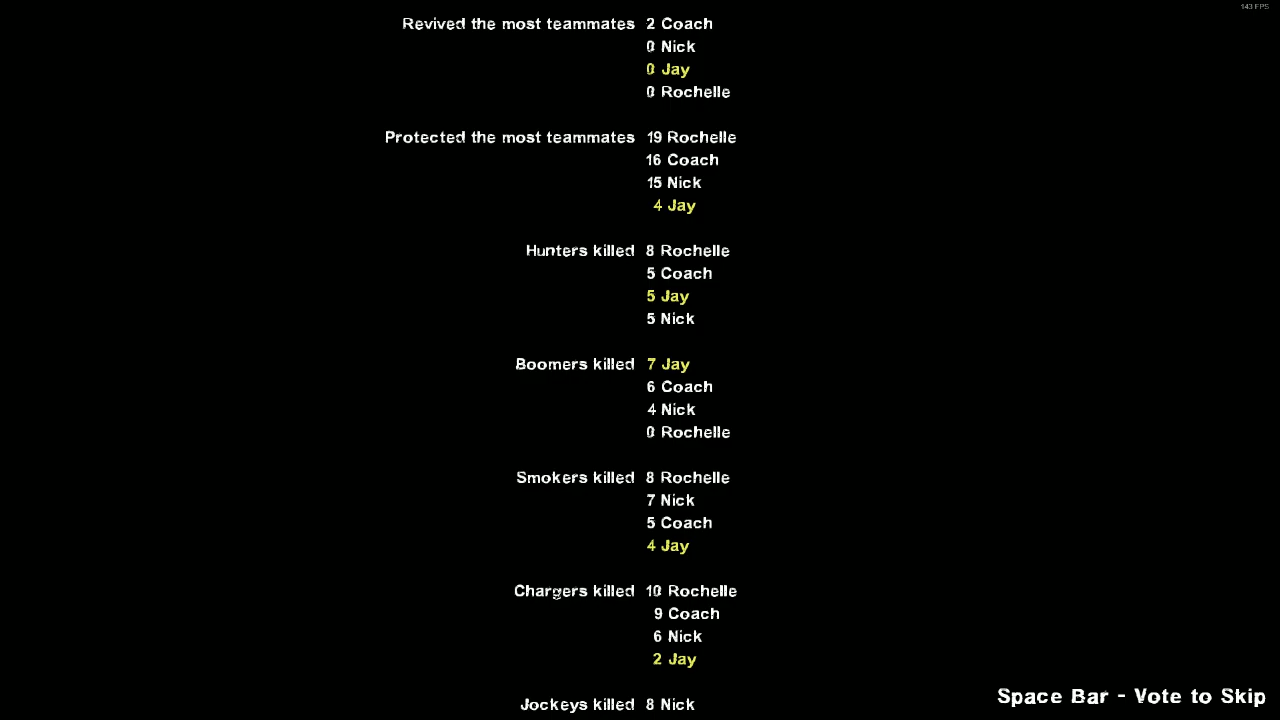 143 FPS
Revived the most teammates 2 Coach
0 Nick
0 Jay
0 Rochelle
Protected the most teammates 19 Rochelle
16 Coach
15 Nick
4 Jay
Hunters killed 8 Rochelle
5 Coach
5 Jay
5 Nick
Boomers killed 7 Jay
6 Coach
4 Nick
0 Rochelle
Smokers killed 8 Rochelle
7 Nick
5 Coach
4 Jay
Chargers killed 10 Rochelle
9 Coach
6 Nick
2 Jay
Jockeys killed 8 Nick
Space Bar - Vote to Skip